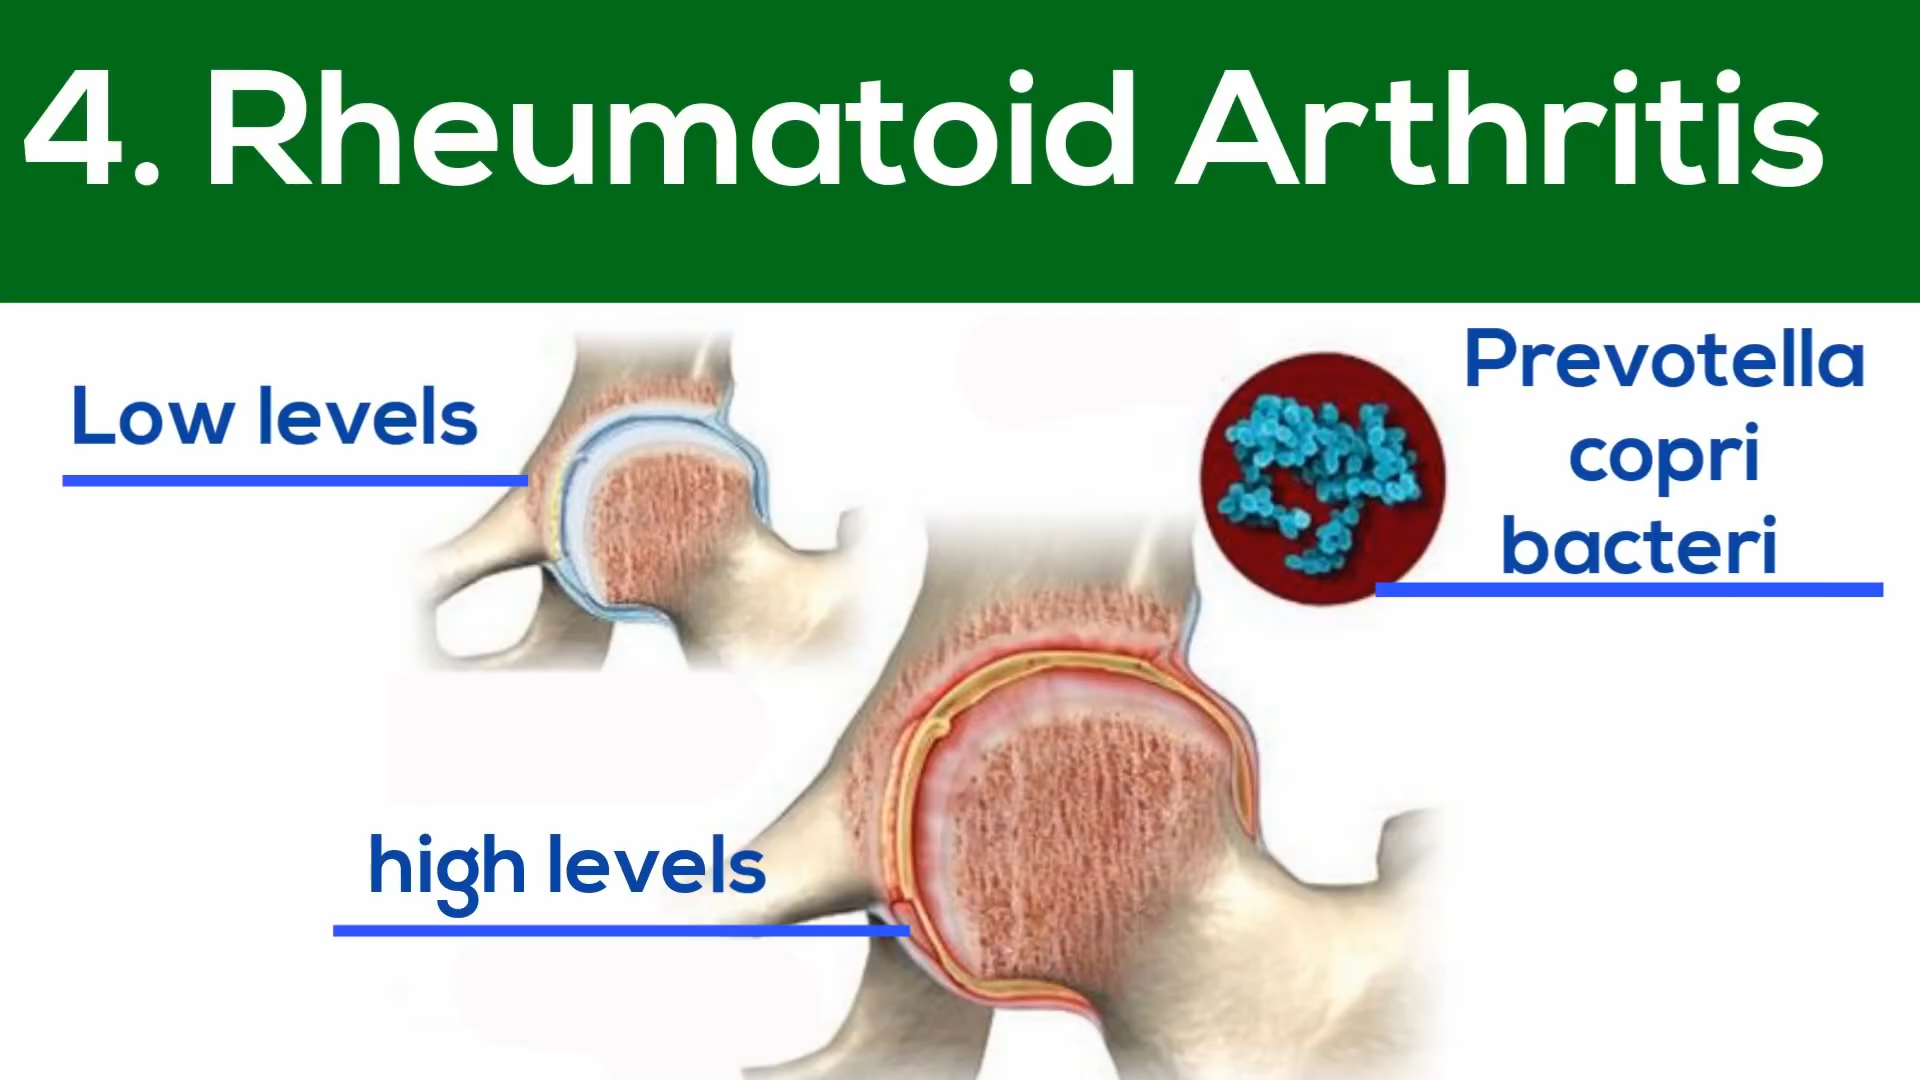 4. Rheumatoid Arthritis
Low levels
Prevotella
copri
bacteri
high levels